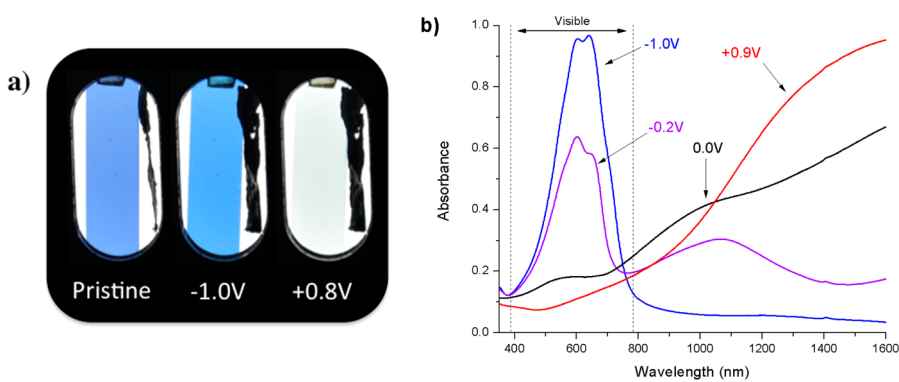 a)
Pristine
-1.0V
+0.8V
b)
Visible
-1.0V
+0.9V
-0.2V
0.0V
Absorbance
1.0
0.8
0.6
0.4
0.2
0.0
400 600 800 1000 1200 1400 1600
Wavelength (nm)